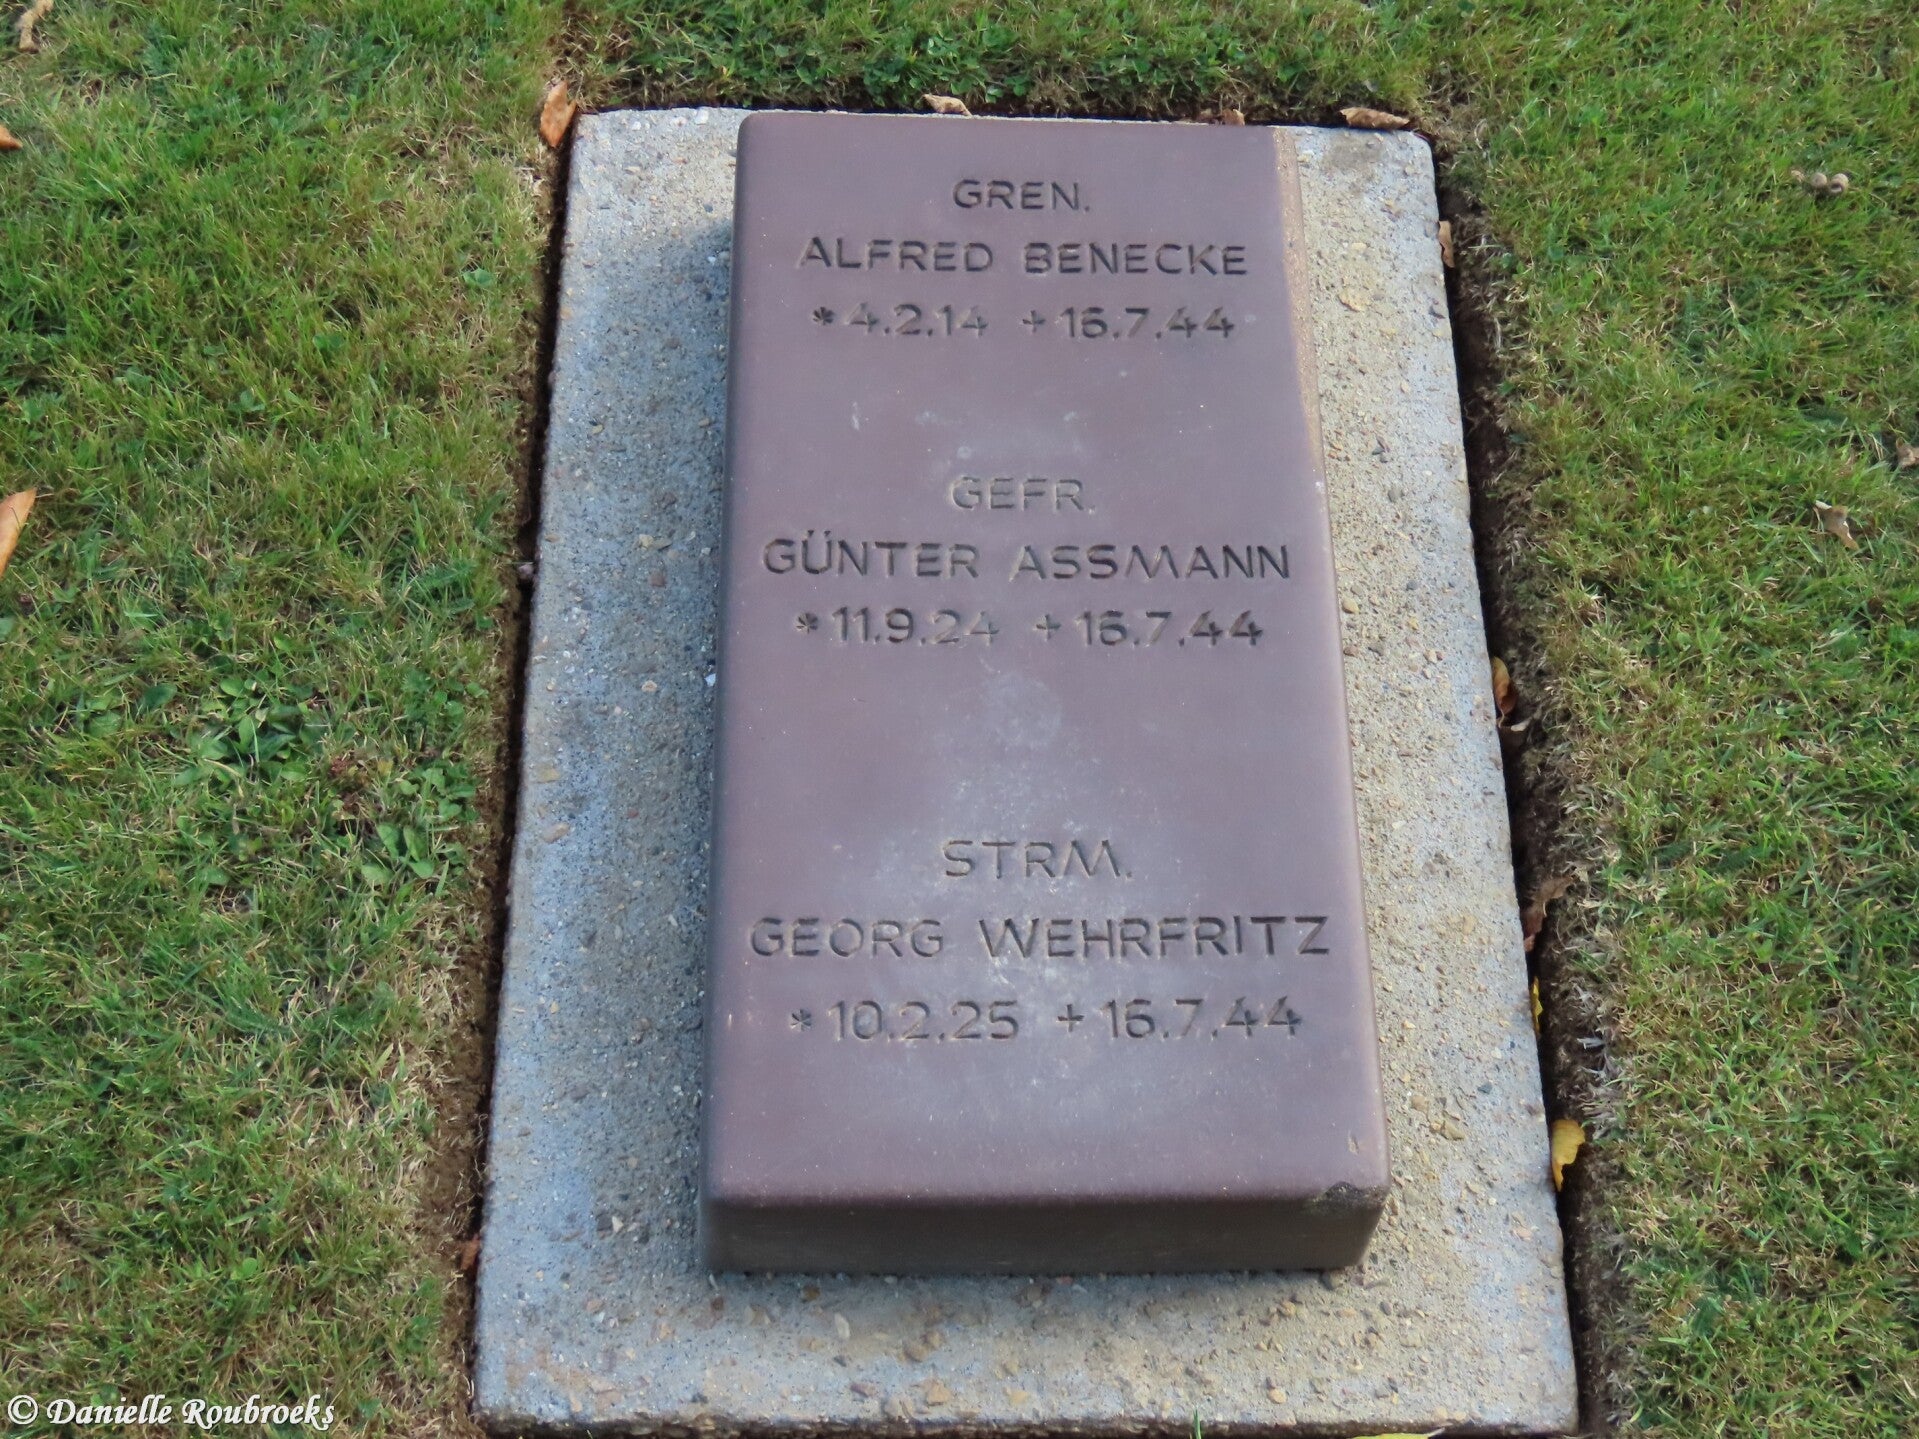 GREN.
ALFRED BENECKE
*4.2.14 +16.7.44
GEFR.
GÜNTER ASSMANN
*11.9.24 +16.7.44
STRM.
GEORG WEHRFRITZ
*10.2.25 +16.7.44
© Danielle Roubroeks